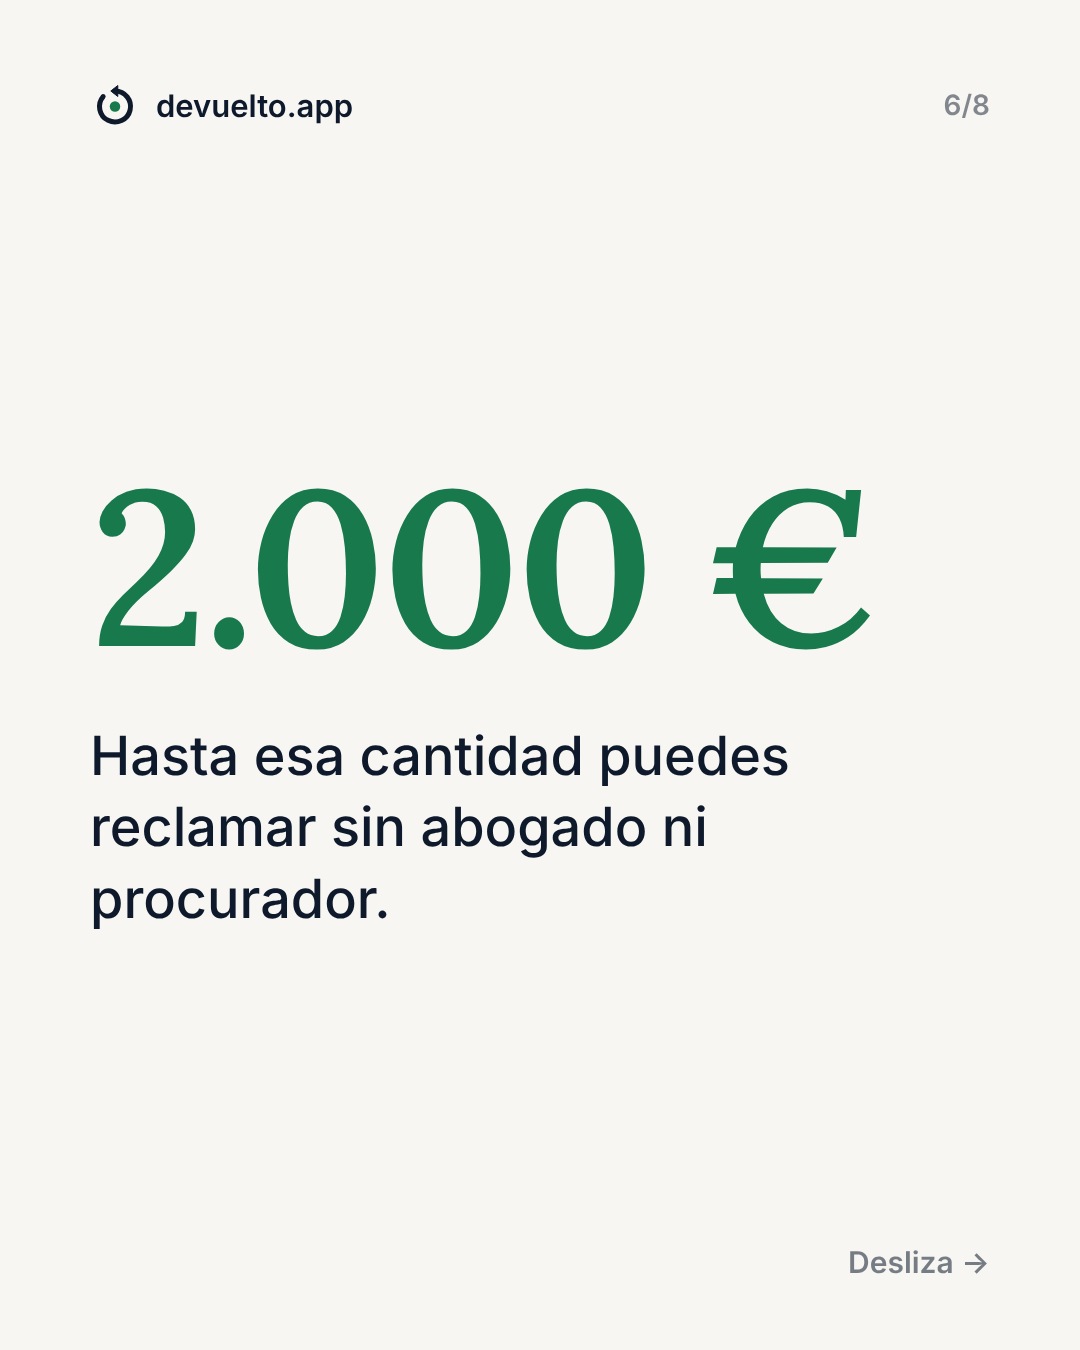 devuelto.app
6/8
2.000 €
Hasta esa cantidad puedes
reclamar sin abogado ni
procurador.
Desliza →